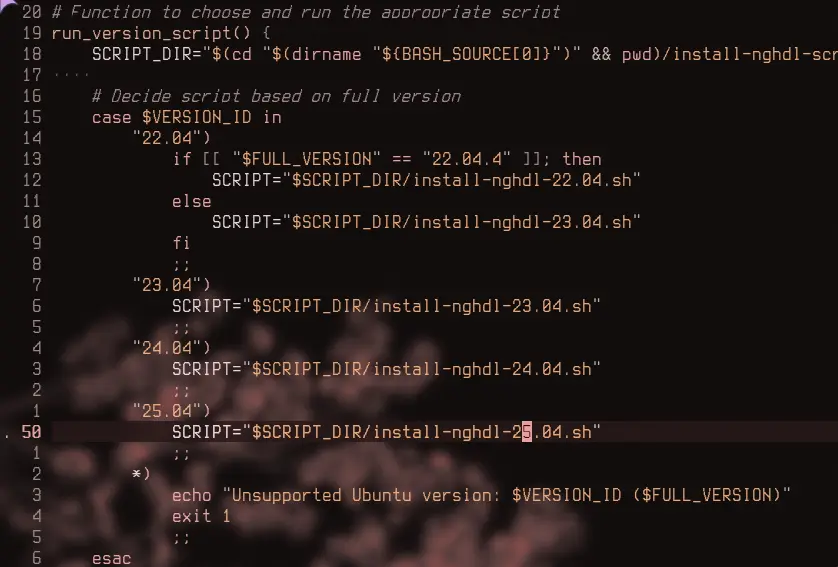 20 # Function to choose and run the appropriate script
19 run_version_script() {
18     SCRIPT_DIR="$(cd "$(dirname "${BASH_SOURCE[0]}")" && pwd)/install-nghdl-scr
17 ····
16     # Decide script based on full version
15     case $VERSION_ID in
14         "22.04")
13             if [[ "$FULL_VERSION" == "22.04.4" ]]; then
12                 SCRIPT="$SCRIPT_DIR/install-nghdl-22.04.sh"
11             else
10                 SCRIPT="$SCRIPT_DIR/install-nghdl-23.04.sh"
9             fi
8             ;;
7         "23.04")
6             SCRIPT="$SCRIPT_DIR/install-nghdl-23.04.sh"
5             ;;
4         "24.04")
3             SCRIPT="$SCRIPT_DIR/install-nghdl-24.04.sh"
2             ;;
1         "25.04")
. 50             SCRIPT="$SCRIPT_DIR/install-nghdl-25.04.sh"
1             ;;
2         *)
3             echo "Unsupported Ubuntu version: $VERSION_ID ($FULL_VERSION)"
4             exit 1
5             ;;
6     esac